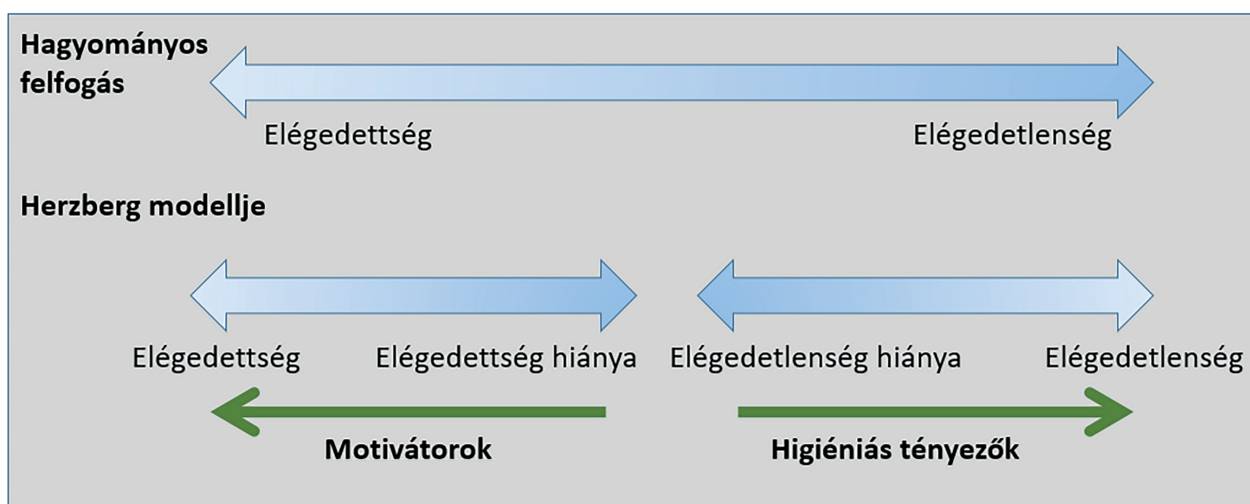 Hagyományos
felfogás
Elégedettség
Elégedetlenség
Herzberg modellje
Elégedettség
Elégedettség hiánya
Elégedetlenség hiánya
Elégedetlenség
Motivátorok
Higiéniás tényezők